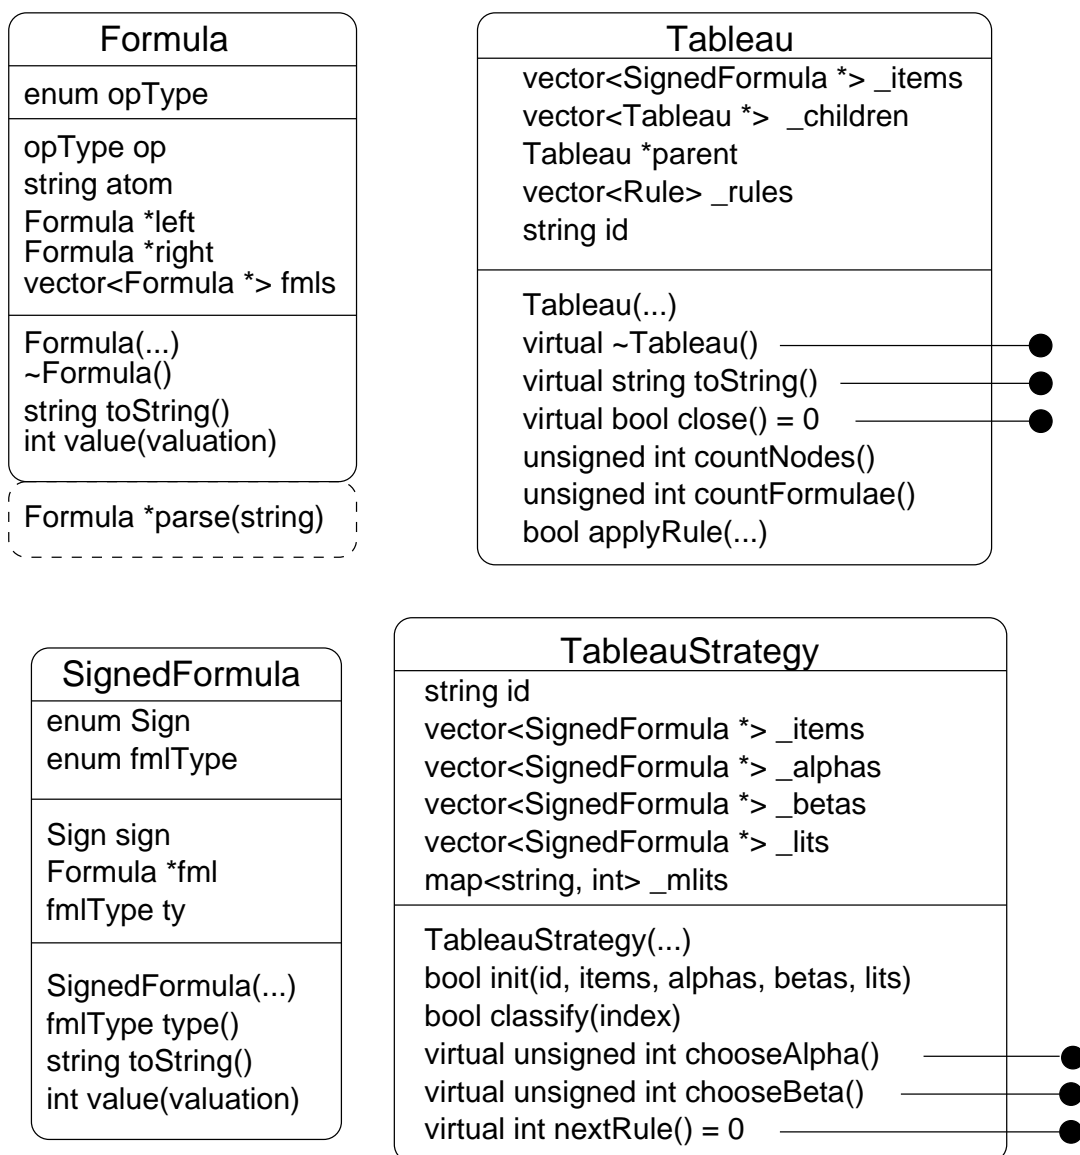 Formula
enum opType
opType op
string atom
Formula *left
Formula *right
vector<Formula *> fmls
Formula(...)
~Formula()
string toString()
int value(valuation)
Formula *parse(string)
Tableau
vector<SignedFormula *> _items
vector<Tableau *> _children
Tableau *parent
vector<Rule> _rules
string id
Tableau(...)
virtual ~Tableau()
virtual string toString()
virtual bool close() = 0
unsigned int countNodes()
unsigned int countFormulae()
bool applyRule(...)
SignedFormula
enum Sign
enum fmlType
Sign sign
Formula *fml
fmlType ty
SignedFormula(...)
fmlType type()
string toString()
int value(valuation)
TableauStrategy
string id
vector<SignedFormula *> _items
vector<SignedFormula *> _alphas
vector<SignedFormula *> _betas
vector<SignedFormula *> _lits
map<string, int> _mlits
TableauStrategy(...)
bool init(id, items, alphas, betas, lits)
bool classify(index)
virtual unsigned int chooseAlpha()
virtual unsigned int chooseBeta()
virtual int nextRule() = 0